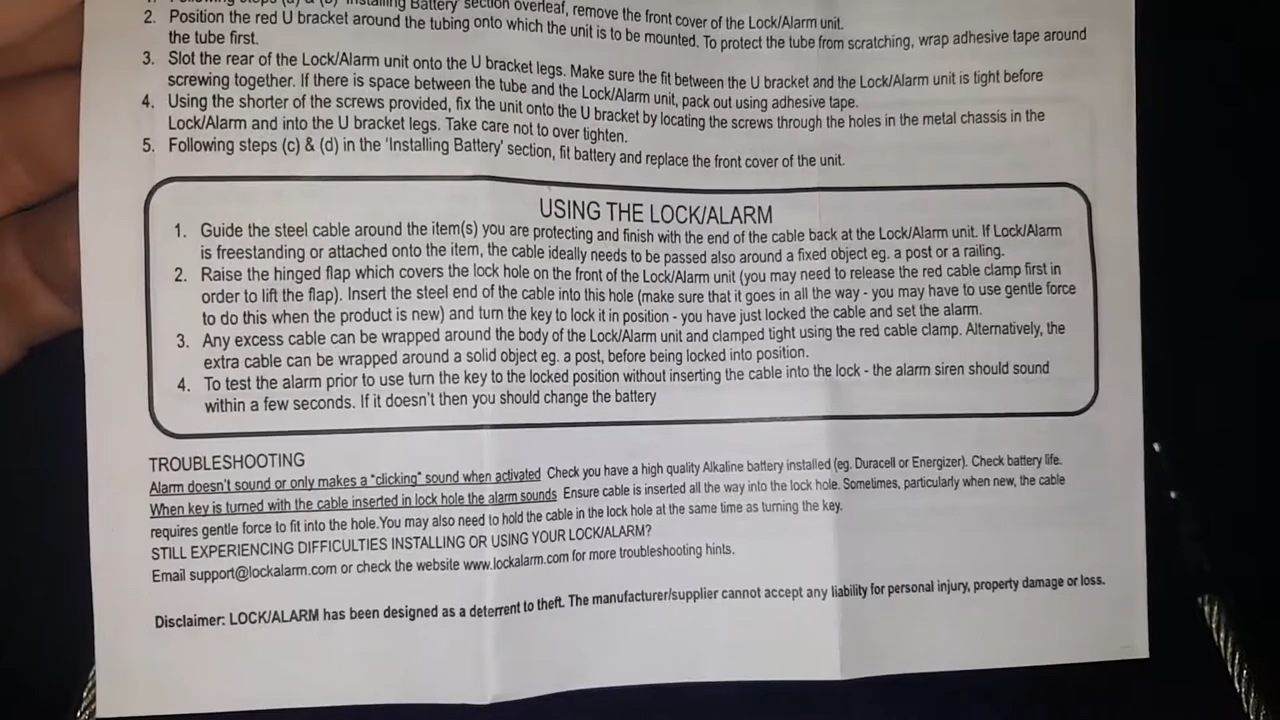 1. Following steps (a) & (b) 'Installing Battery' section overleaf, remove the front cover of the Lock/Alarm unit.
2. Position the red U bracket around the tubing onto which the unit is to be mounted. To protect the tube from scratching, wrap adhesive tape around
the tube first.
3. Slot the rear of the Lock/Alarm unit onto the U bracket legs. Make sure the fit between the U bracket and the Lock/Alarm unit is tight before
screwing together. If there is space between the tube and the Lock/Alarm unit, pack out using adhesive tape.
4. Using the shorter of the screws provided, fix the unit onto the U bracket by locating the screws through the holes in the metal chassis in the
Lock/Alarm and into the U bracket legs. Take care not to over tighten.
5. Following steps (c) & (d) in the 'Installing Battery' section, fit battery and replace the front cover of the unit.
USING THE LOCK/ALARM
1. Guide the steel cable around the item(s) you are protecting and finish with the end of the cable back at the Lock/Alarm unit. If Lock/Alarm
is freestanding or attached onto the item, the cable ideally needs to be passed also around a fixed object eg. a post or a railing.
2. Raise the hinged flap which covers the lock hole on the front of the Lock/Alarm unit (you may need to release the red cable clamp first in
order to lift the flap). Insert the steel end of the cable into this hole (make sure that it goes in all the way - you may have to use gentle force
to do this when the product is new) and turn the key to lock it in position - you have just locked the cable and set the alarm.
3. Any excess cable can be wrapped around the body of the Lock/Alarm unit and clamped tight using the red cable clamp. Alternatively, the
extra cable can be wrapped around a solid object eg. a post, before being locked into position.
4. To test the alarm prior to use turn the key to the locked position without inserting the cable into the lock - the alarm siren should sound
within a few seconds. If it doesn't then you should change the battery
TROUBLESHOOTING
Alarm doesn't sound or only makes a "clicking" sound when activated Check you have a high quality Alkaline battery installed (eg. Duracell or Energizer). Check battery life.
When key is turned with the cable inserted in lock hole the alarm sounds Ensure cable is inserted all the way into the lock hole. Sometimes, particularly when new, the cable
requires gentle force to fit into the hole.You may also need to hold the cable in the lock hole at the same time as turning the key.
STILL EXPERIENCING DIFFICULTIES INSTALLING OR USING YOUR LOCK/ALARM?
Email support@lockalarm.com or check the website www.lockalarm.com for more troubleshooting hints.
Disclaimer: LOCK/ALARM has been designed as a deterrent to theft. The manufacturer/supplier cannot accept any liability for personal injury, property damage or loss.